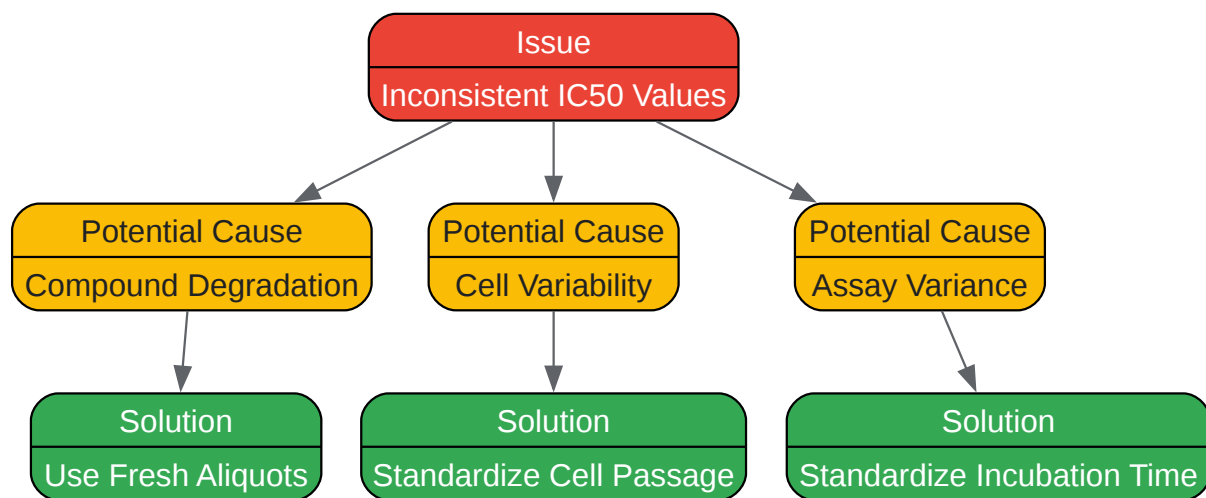 Issue
Inconsistent IC50 Values
Potential Cause
Compound Degradation
Potential Cause
Cell Variability
Potential Cause
Assay Variance
Solution
Use Fresh Aliquots
Solution
Standardize Cell Passage
Solution
Standardize Incubation Time